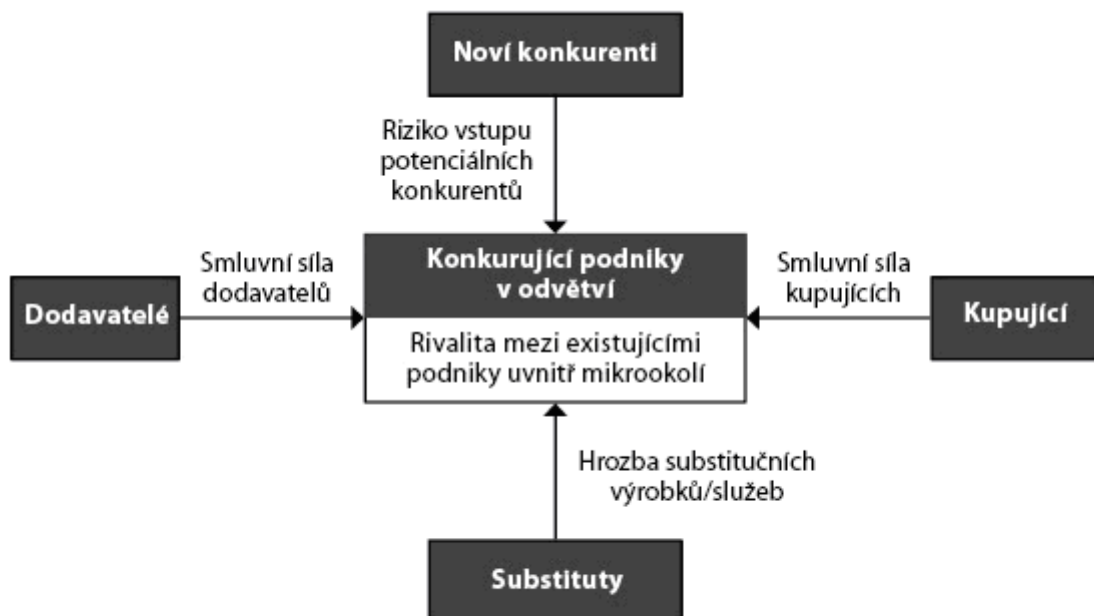 Noví konkurenti
Riziko vstupu
potenciálních
konkurentů
Smluvní síla
dodavatelů
Dodavatelé
Konkurující podniky
v odvětví
Rivalita mezi existujícími
podniky uvnitř mikrookolí
Smluvní síla
kupujících
Kupující
Hrozba substitučních
výrobků/služeb
Substituty